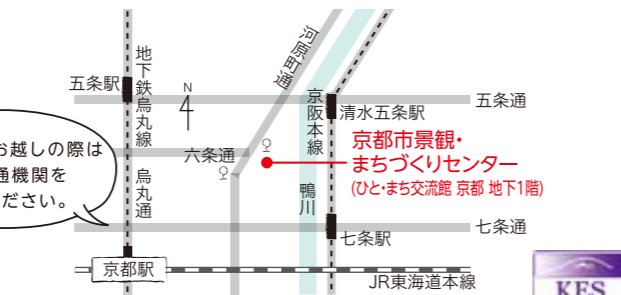 河原町通
地下鉄烏丸線
五条駅
N
京阪本線
五条通
清水五条駅
お越しの際は
通機関を
ださい。
六条通
京都市景観・
まちづくりセンター
(ひと・まち交流館 京都 地下1階)
烏丸通
鴨川
七条通
七条駅
京都駅
JR東海道本線
KES